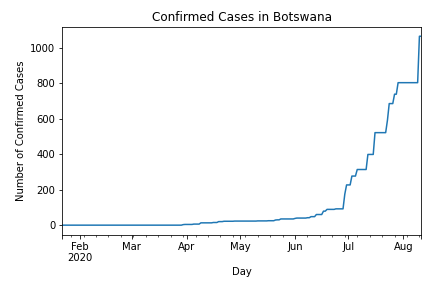 Confirmed Cases in Botswana
Number of Confirmed Cases
1000
800
600
400
200
0
Feb Mar Apr May Jun Jul Aug
2020
Day